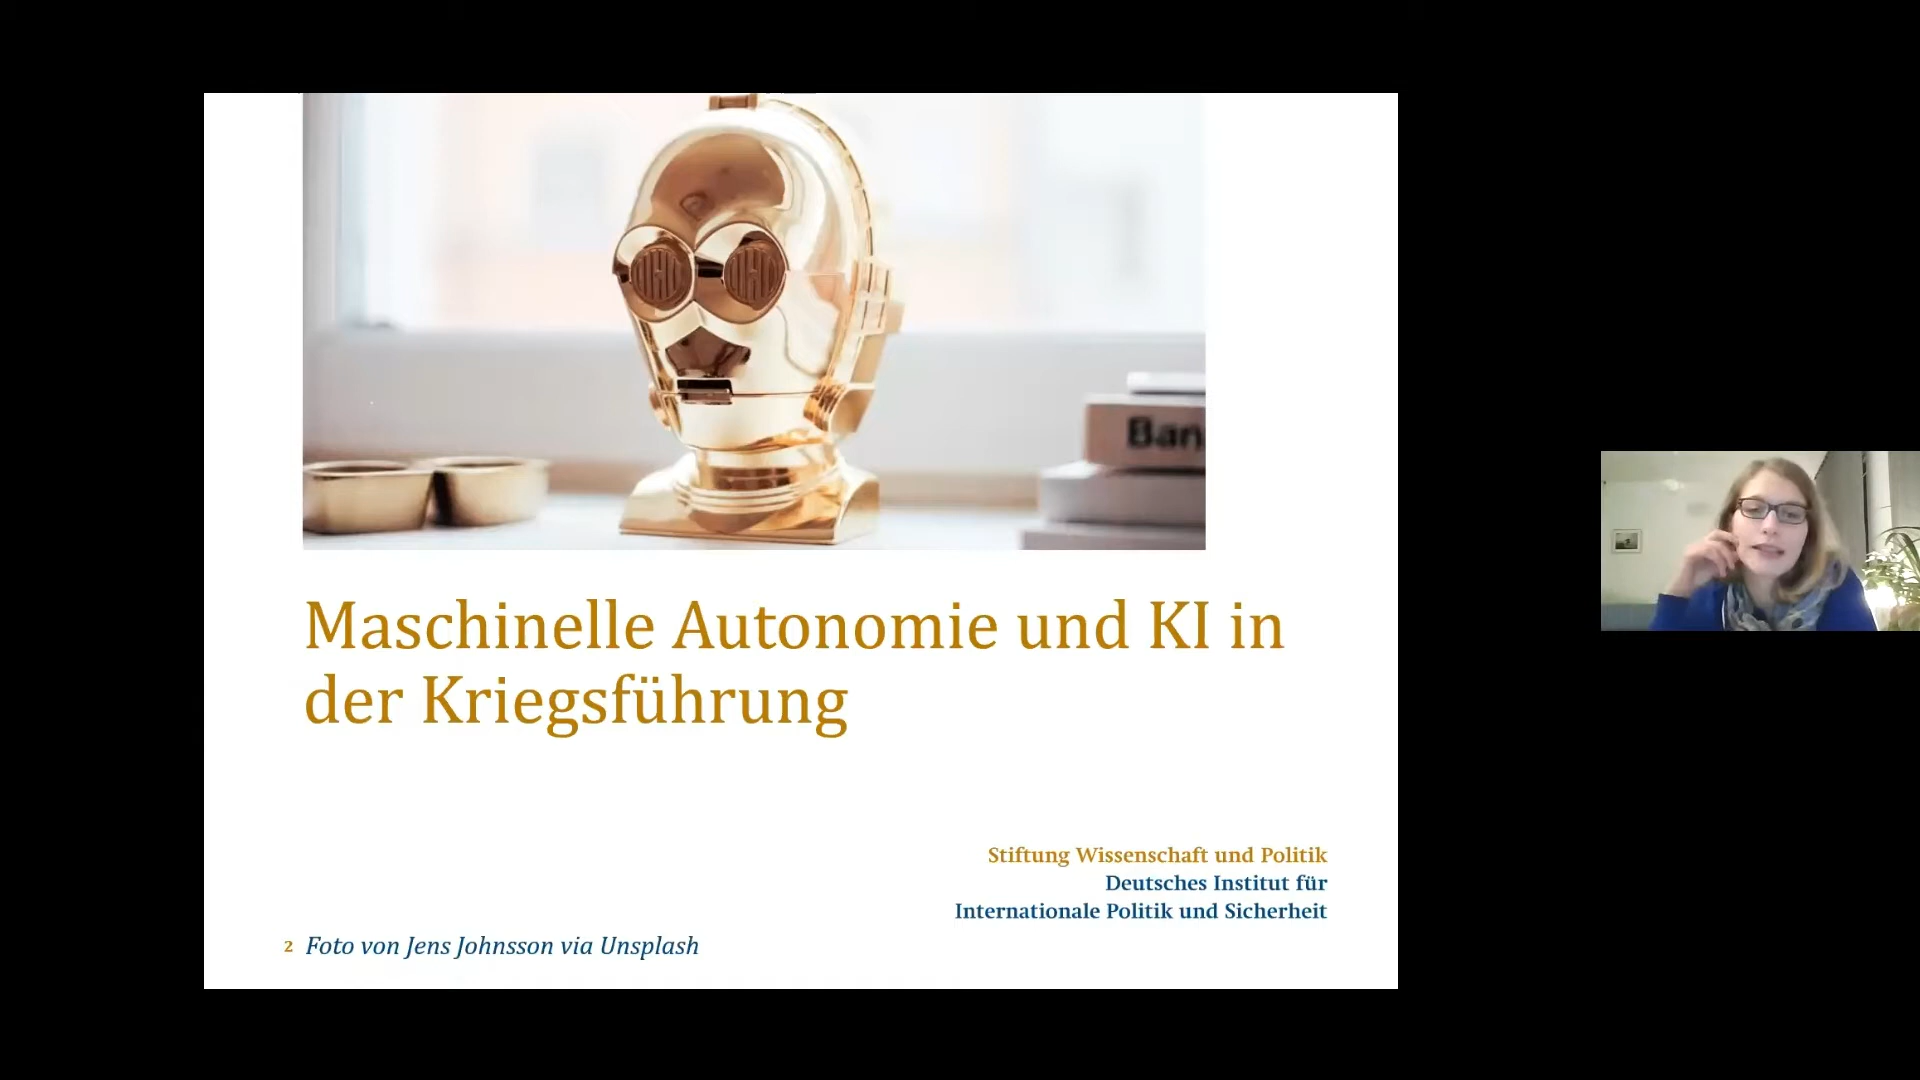 Ban
Maschinelle Autonomie und KI in
der Kriegsführung
Stiftung Wissenschaft und Politik
Deutsches Institut für
Internationale Politik und Sicherheit
2 Foto von Jens Johnsson via Unsplash